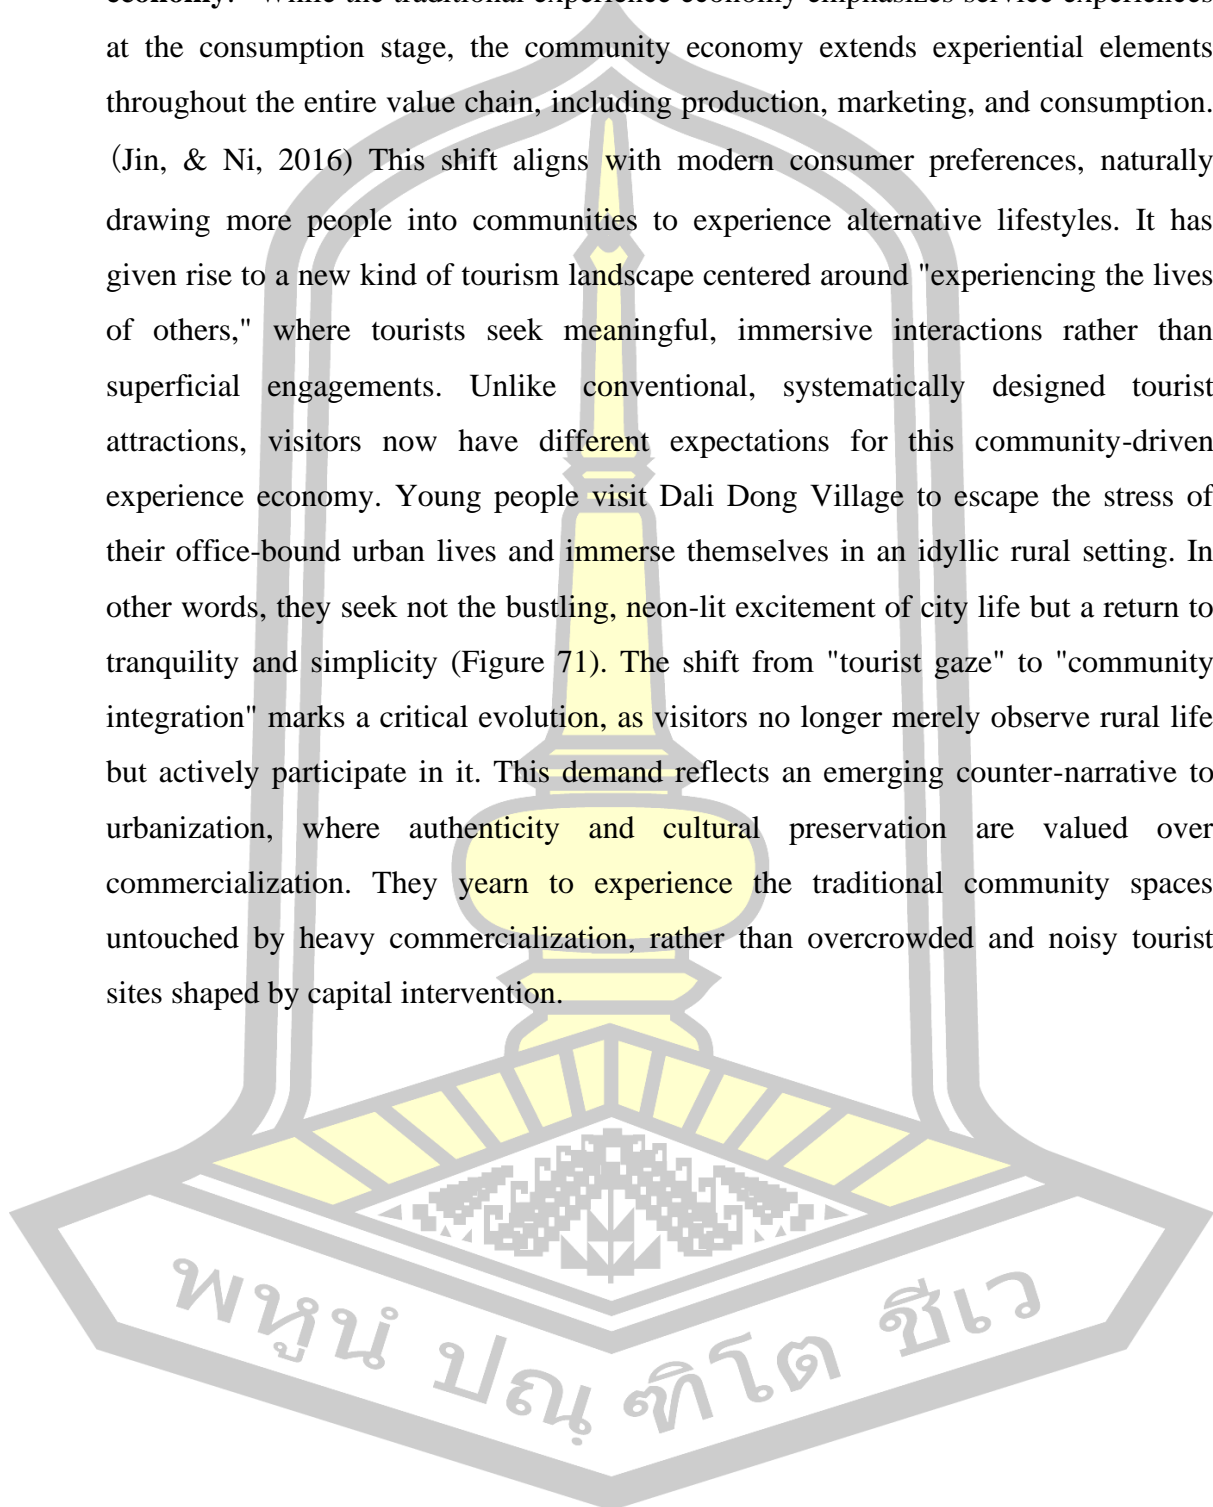 economy." While the traditional experience economy emphasizes service experiences
at the consumption stage, the community economy extends experiential elements
throughout the entire value chain, including production, marketing, and consumption.
（Jin, & Ni, 2016) This shift aligns with modern consumer preferences, naturally
drawing more people into communities to experience alternative lifestyles. It has
given rise to a new kind of tourism landscape centered around "experiencing the lives
of others," where tourists seek meaningful, immersive interactions rather than
superficial engagements. Unlike conventional, systematically designed tourist
attractions, visitors now have different expectations for this community-driven
experience economy. Young people visit Dali Dong Village to escape the stress of
their office-bound urban lives and immerse themselves in an idyllic rural setting. In
other words, they seek not the bustling, neon-lit excitement of city life but a return to
tranquility and simplicity (Figure 71). The shift from "tourist gaze" to "community
integration" marks a critical evolution, as visitors no longer merely observe rural life
but actively participate in it. This demand reflects an emerging counter-narrative to
urbanization, where authenticity and cultural preservation are valued over
commercialization. They yearn to experience the traditional community spaces
untouched by heavy commercialization, rather than overcrowded and noisy tourist
sites shaped by capital intervention.
พหูนํ ปณฺฑิโต ชีเว